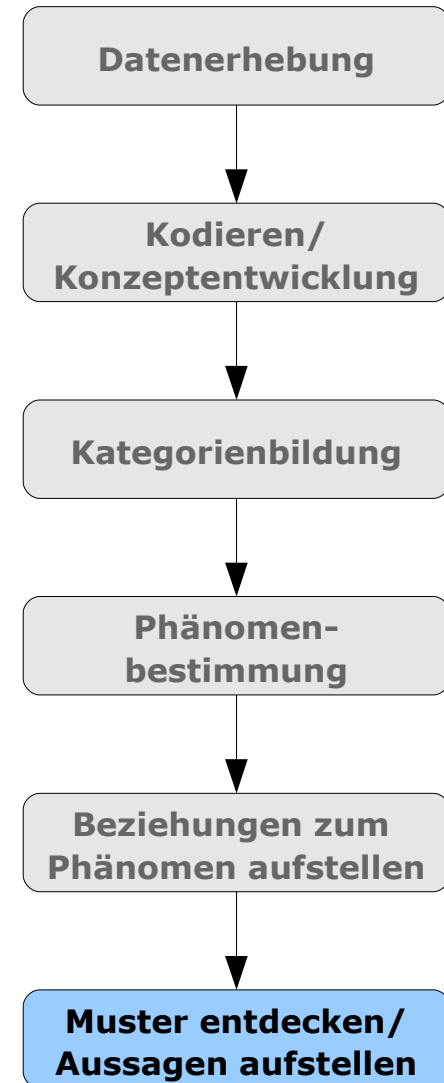 Datenerhebung
Kodieren/
Konzeptentwicklung
Kategorienbildung
Phänomen-
bestimmung
Beziehungen zum
Phänomen aufstellen
Muster entdecken/
Aussagen aufstellen